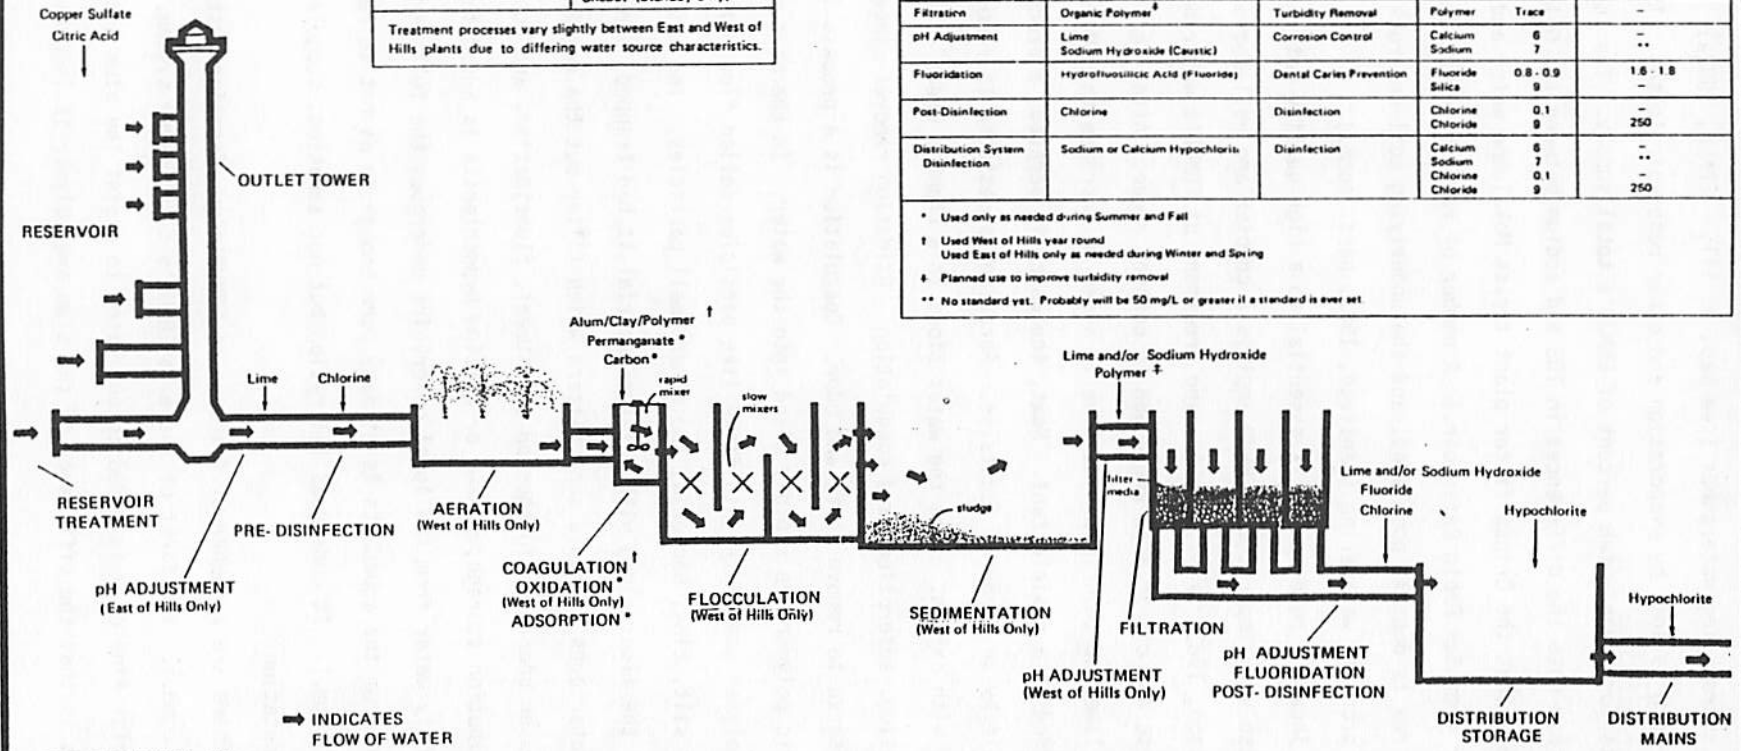 Copper Sulfate
Citric Acid
Treatment processes vary slightly between East and West of
Hills plants due to differing water source characteristics.
Filtration Organic Polymer‡ Turbidity Removal Polymer Trace -
pH Adjustment Lime Corrosion Control Calcium 6 -
Sodium Hydroxide (Caustic) Sodium 7 **
Fluoridation Hydrofluosilicic Acid (Fluoride) Dental Caries Prevention Fluoride 0.8 - 0.9 1.6 - 1.8
Silica 9 -
Post-Disinfection Chlorine Disinfection Chlorine 0.1 -
Chloride 9 250
Distribution System Sodium or Calcium Hypochlorite Disinfection Calcium 6 -
Disinfection Sodium 7 **
Chlorine 0.1 -
Chloride 9 250
* Used only as needed during Summer and Fall
† Used West of Hills year round
Used East of Hills only as needed during Winter and Spring
‡ Planned use to improve turbidity removal
** No standard yet. Probably will be 50 mg/L or greater if a standard is ever set.
OUTLET TOWER
RESERVOIR
Lime
Chlorine
Alum/Clay/Polymer †
Permanganate *
Carbon *
rapid
mixer
slow
mixers
Lime and/or Sodium Hydroxide
Polymer ‡
filter
media
sludge
Lime and/or Sodium Hydroxide
Fluoride
Chlorine
Hypochlorite
Hypochlorite
RESERVOIR
TREATMENT
pH ADJUSTMENT
(East of Hills Only)
PRE- DISINFECTION
AERATION
(West of Hills Only)
COAGULATION †
OXIDATION *
(West of Hills Only)
ADSORPTION *
FLOCCULATION
(West of Hills Only)
SEDIMENTATION
(West of Hills Only)
pH ADJUSTMENT
(West of Hills Only)
FILTRATION
pH ADJUSTMENT
FLUORIDATION
POST- DISINFECTION
DISTRIBUTION
STORAGE
DISTRIBUTION
MAINS
INDICATES
FLOW OF WATER